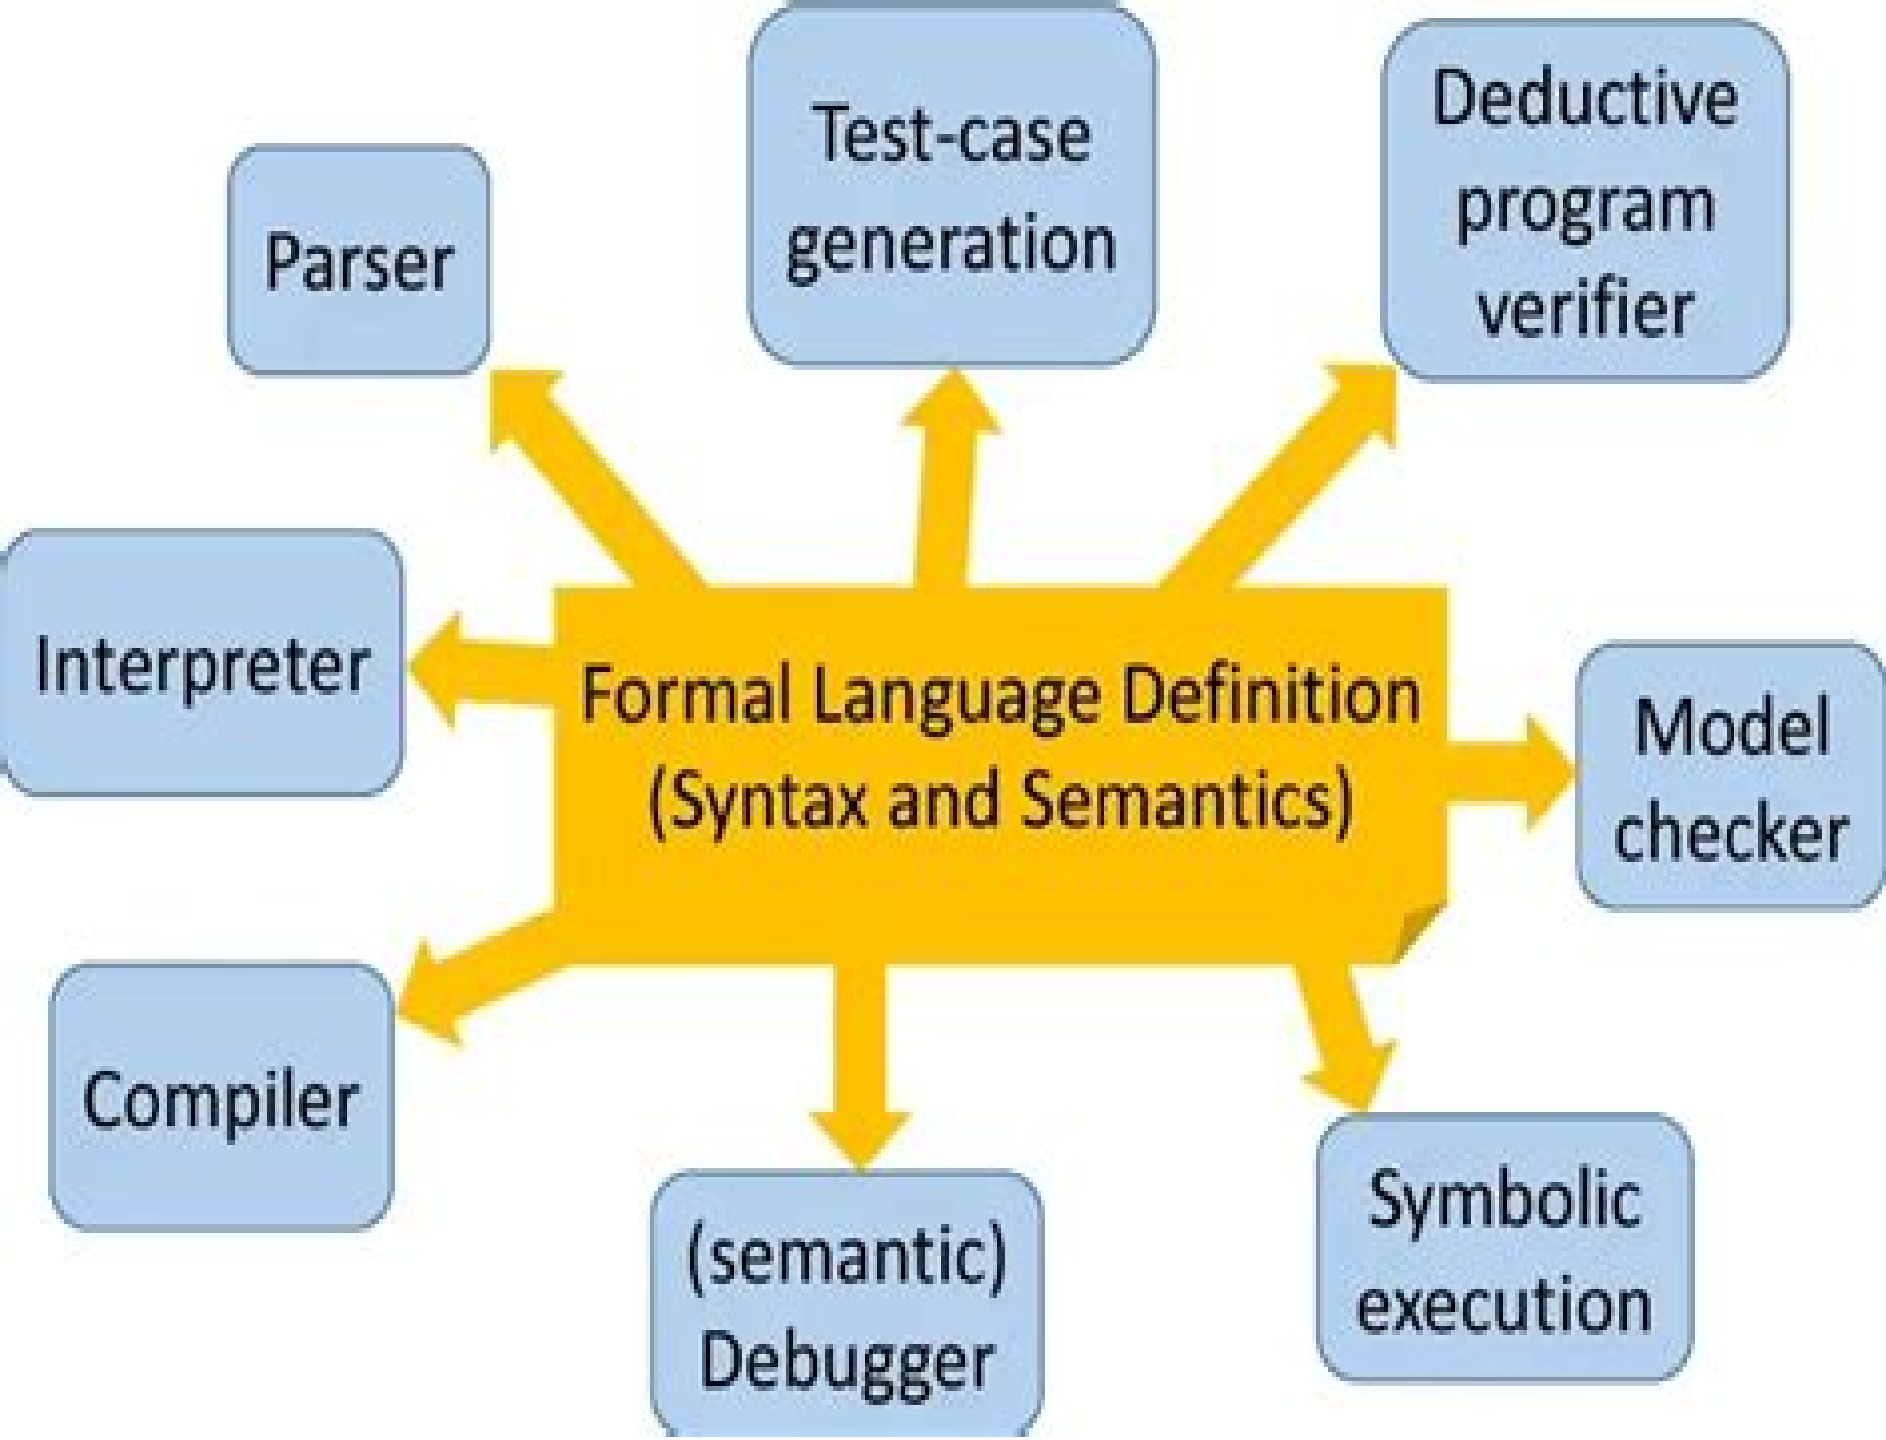 Test-case
generation
Deductive
program
verifier
Parser
Interpreter
Formal Language Definition
(Syntax and Semantics)
Model
checker
Compiler
(semantic)
Debugger
Symbolic
execution